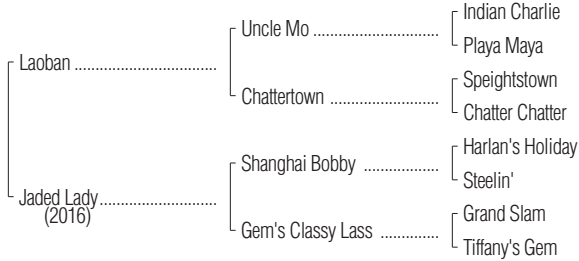 Indian Charlie
Uncle Mo ..............................
Playa Maya
Laoban ..................................
Speightstown
Chattertown ..........................
Chatter Chatter
Harlan's Holiday
Shanghai Bobby ..................
Steelin'
Jaded Lady............................
(2016)
Grand Slam
Gem's Classy Lass ..............
Tiffany's Gem